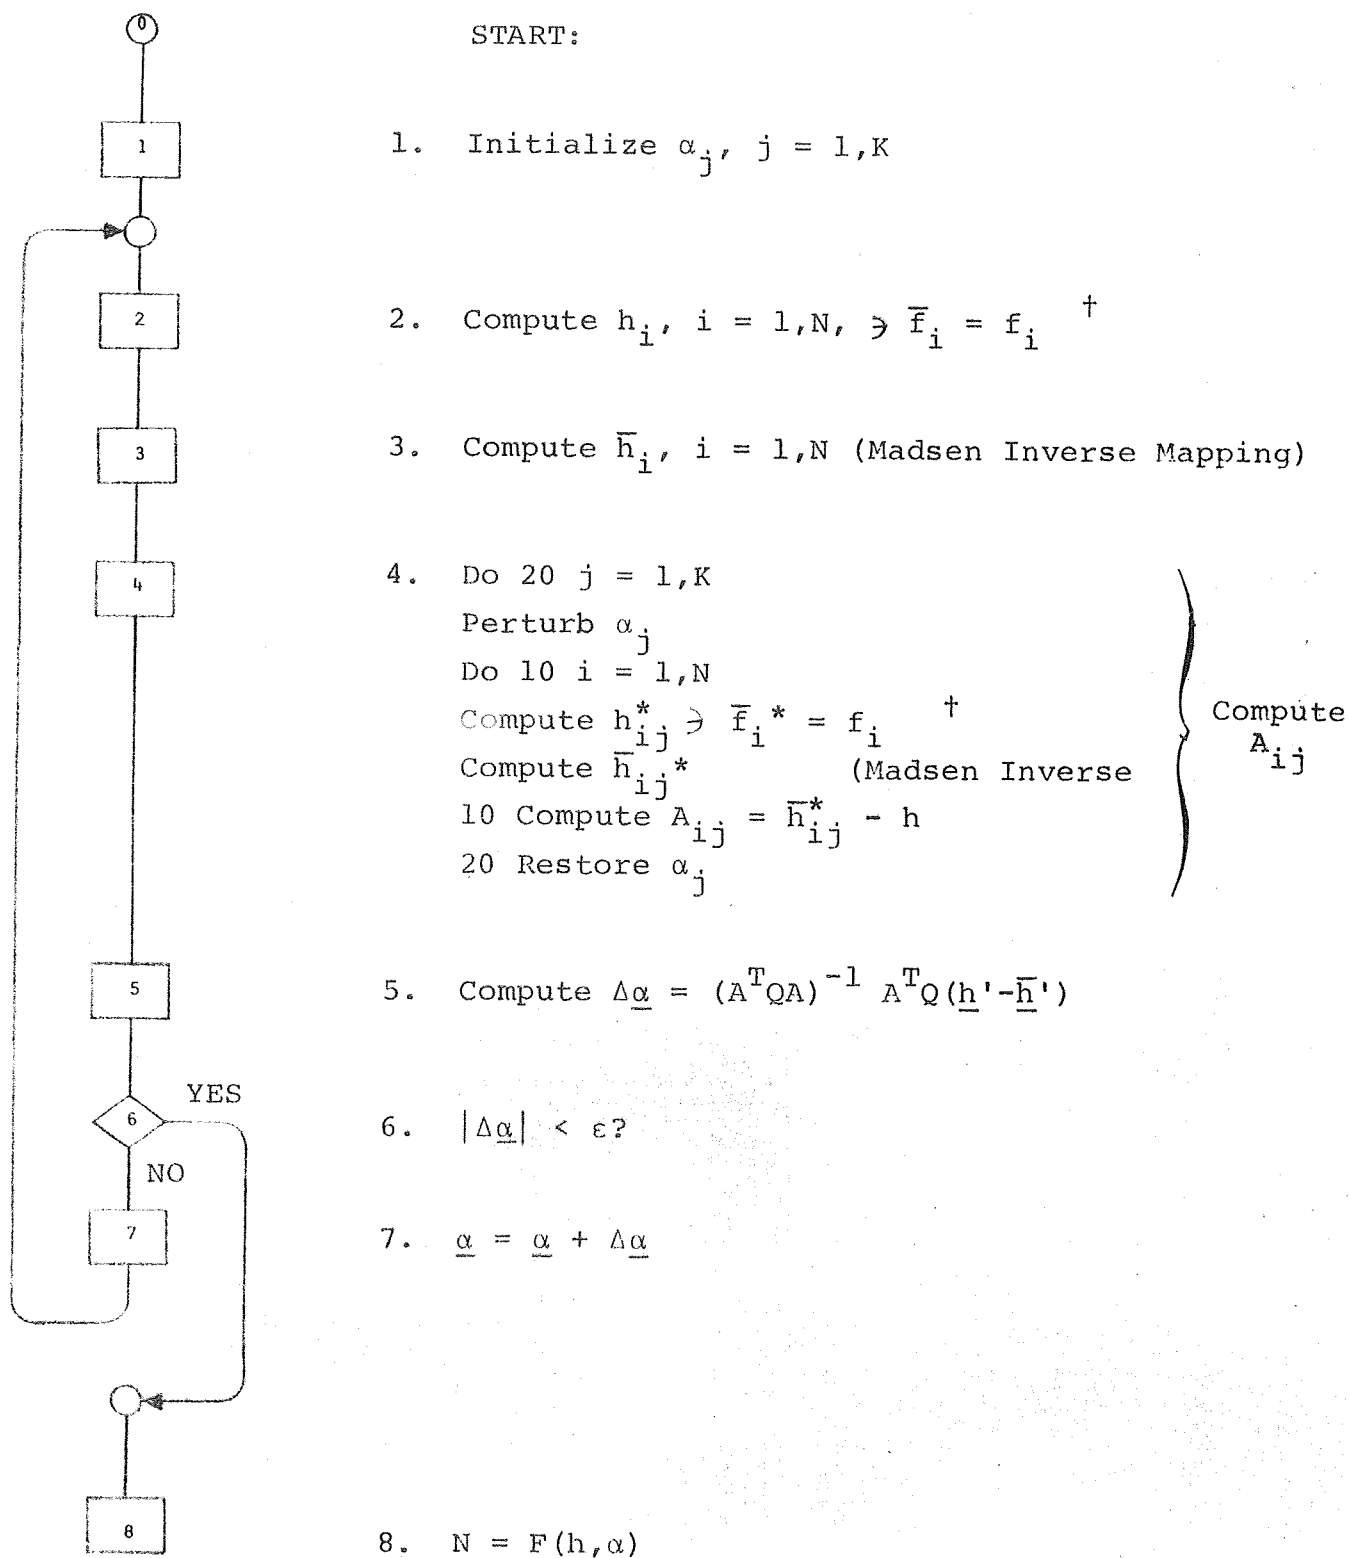 0
START:
1
1. Initialize α_j, j = 1,K
2
2. Compute h_i, i = 1,N, ∋ f̅_i = f_i †
3
3. Compute h̅_i, i = 1,N (Madsen Inverse Mapping)
4
4. Do 20 j = 1,K
Perturb α_j
Do 10 i = 1,N
Compute h*_ij ∋ f̅_i* = f_i †
Compute h̅_ij* (Madsen Inverse
10 Compute A_ij = h̅*_ij - h
20 Restore α_j
Compute
A_ij
5
5. Compute Δα̲ = (A^TQA)^-1 A^TQ(h̲'-h̲̅')
YES
6
6. |Δα̲| < ε?
NO
7
7. α̲ = α̲ + Δα̲
8
8. N = F(h,α)